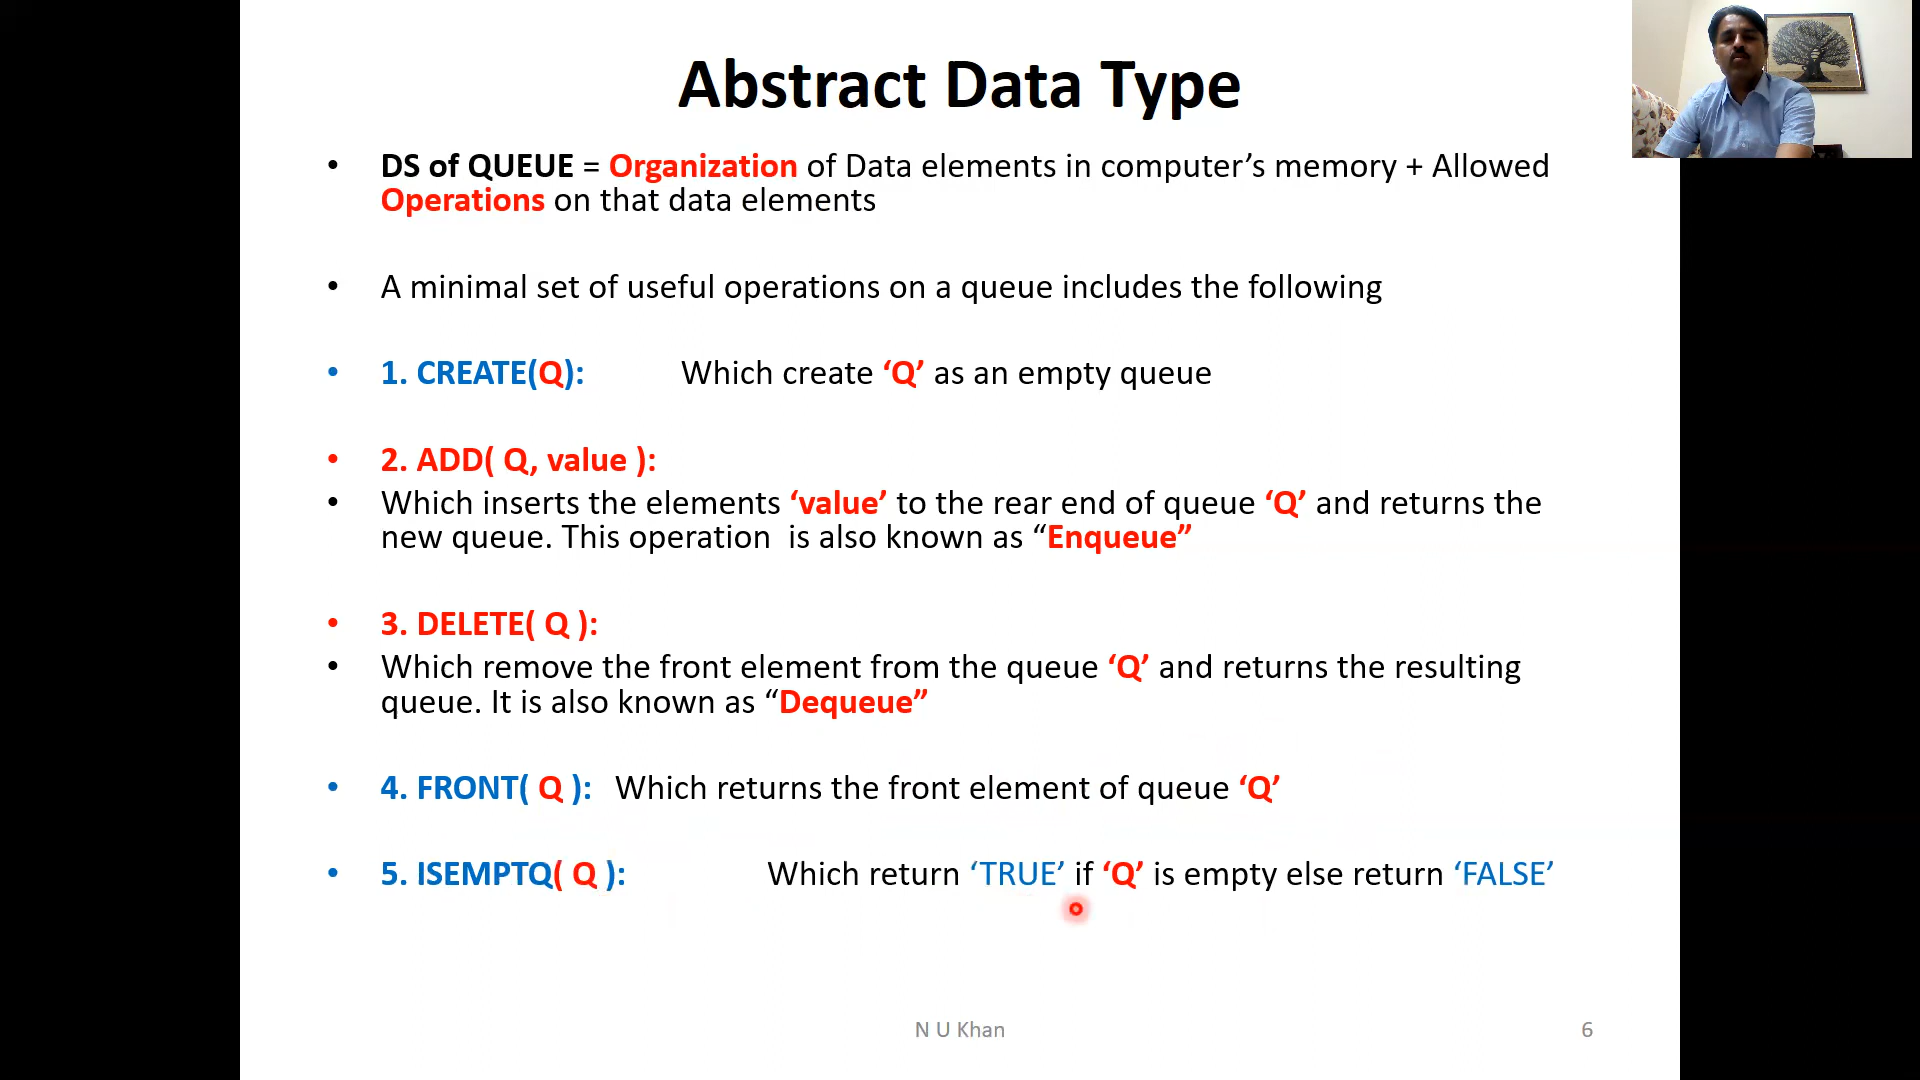 Abstract Data Type
• DS of QUEUE = Organization of Data elements in computer’s memory + Allowed
Operations on that data elements
• A minimal set of useful operations on a queue includes the following
• 1. CREATE(Q): Which create ‘Q’ as an empty queue
• 2. ADD( Q, value ):
• Which inserts the elements ‘value’ to the rear end of queue ‘Q’ and returns the
new queue. This operation is also known as “Enqueue”
• 3. DELETE( Q ):
• Which remove the front element from the queue ‘Q’ and returns the resulting
queue. It is also known as “Dequeue”
• 4. FRONT( Q ): Which returns the front element of queue ‘Q’
• 5. ISEMPTQ( Q ): Which return ‘TRUE’ if ‘Q’ is empty else return ‘FALSE’
N U Khan
6